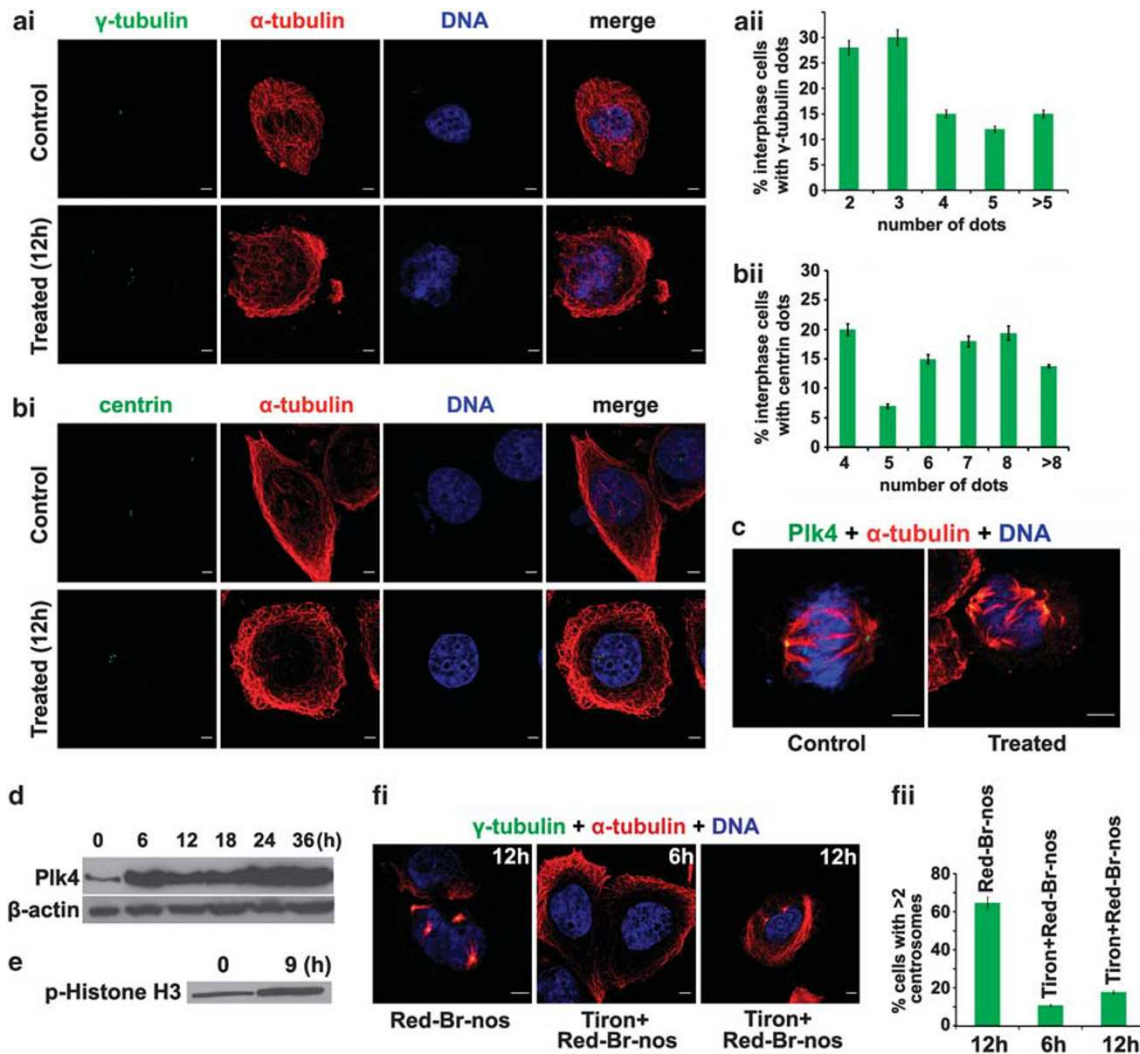 ai
γ-tubulin α-tubulin DNA merge
Control
Treated (12h)
aii
% interphase cells
with γ-tubulin dots
30
25
20
15
10
5
0
2 3 4 5 >5
number of dots
bi
centrin α-tubulin DNA merge
Control
Treated (12h)
bii
% interphase cells
with centrin dots
30
25
20
15
10
5
0
4 5 6 7 8 >8
number of dots
c
Plk4 + α-tubulin + DNA
Control Treated
d
0 6 12 18 24 36 (h)
Plk4
β-actin
e
0 9 (h)
p-Histone H3
fi
γ-tubulin + α-tubulin + DNA
12h 6h 12h
Red-Br-nos Tiron+ Tiron+
Red-Br-nos Red-Br-nos
fii
% cells with >2
centrosomes
80
60
40
20
0
Red-Br-nos
Tiron+Red-Br-nos
Tiron+Red-Br-nos
12h 6h 12h